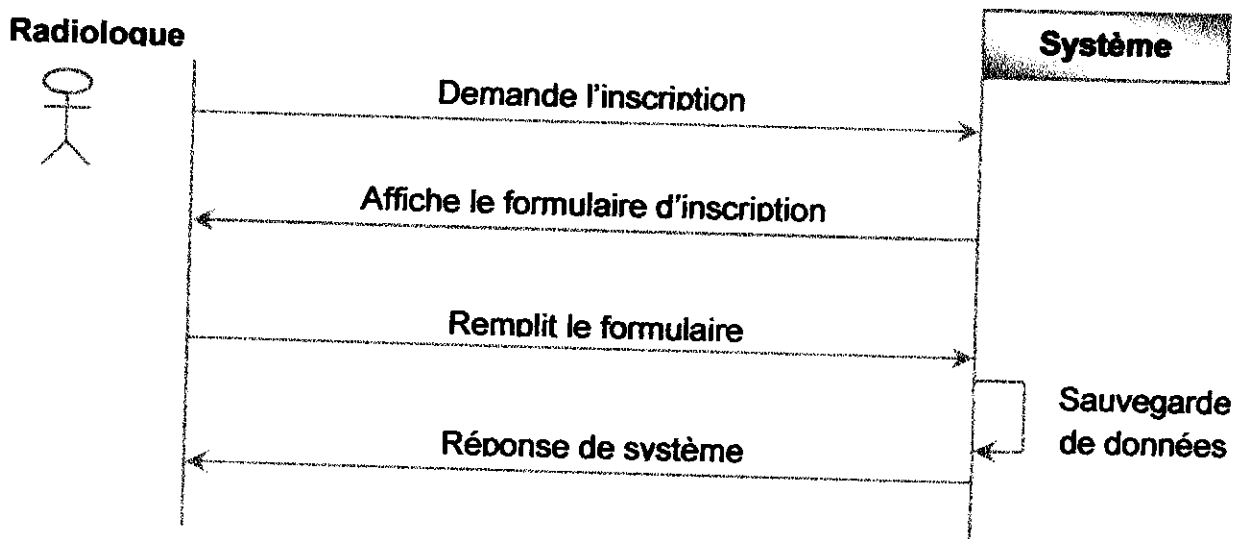 Radiologue
Système
Demande l'inscription
Affiche le formulaire d'inscription
Remplit le formulaire
Sauvegarde
de données
Réponse de système